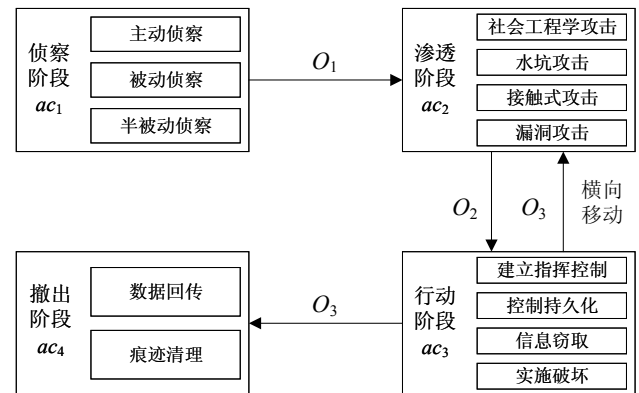 侦察
阶段
ac₁
主动侦察
被动侦察
半被动侦察
O₁
渗透
阶段
ac₂
社会工程学攻击
水坑攻击
接触式攻击
漏洞攻击
O₂
O₃
横向
移动
行动
阶段
ac₃
建立指挥控制
控制持久化
信息窃取
实施破坏
O₃
撤出
阶段
ac₄
数据回传
痕迹清理